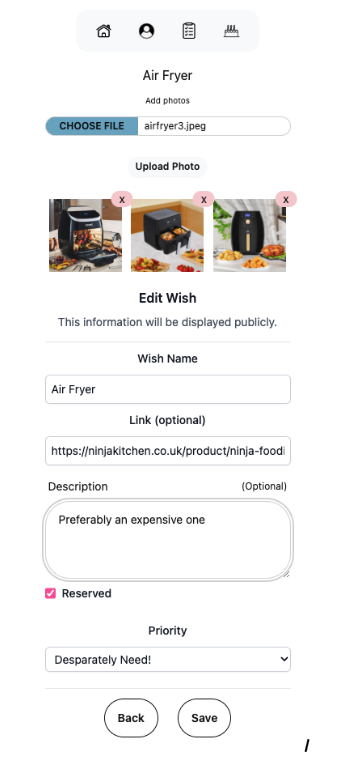 Air Fryer
Add photos
CHOOSE FILE airfryer3.jpeg
Upload Photo
x x x
Edit Wish
This information will be displayed publicly.
Wish Name
Air Fryer
Link (optional)
https://ninjakitchen.co.uk/product/ninja-foodi
Description (Optional)
Preferably an expensive one
Reserved
Priority
Desparately Need!
Back Save
/